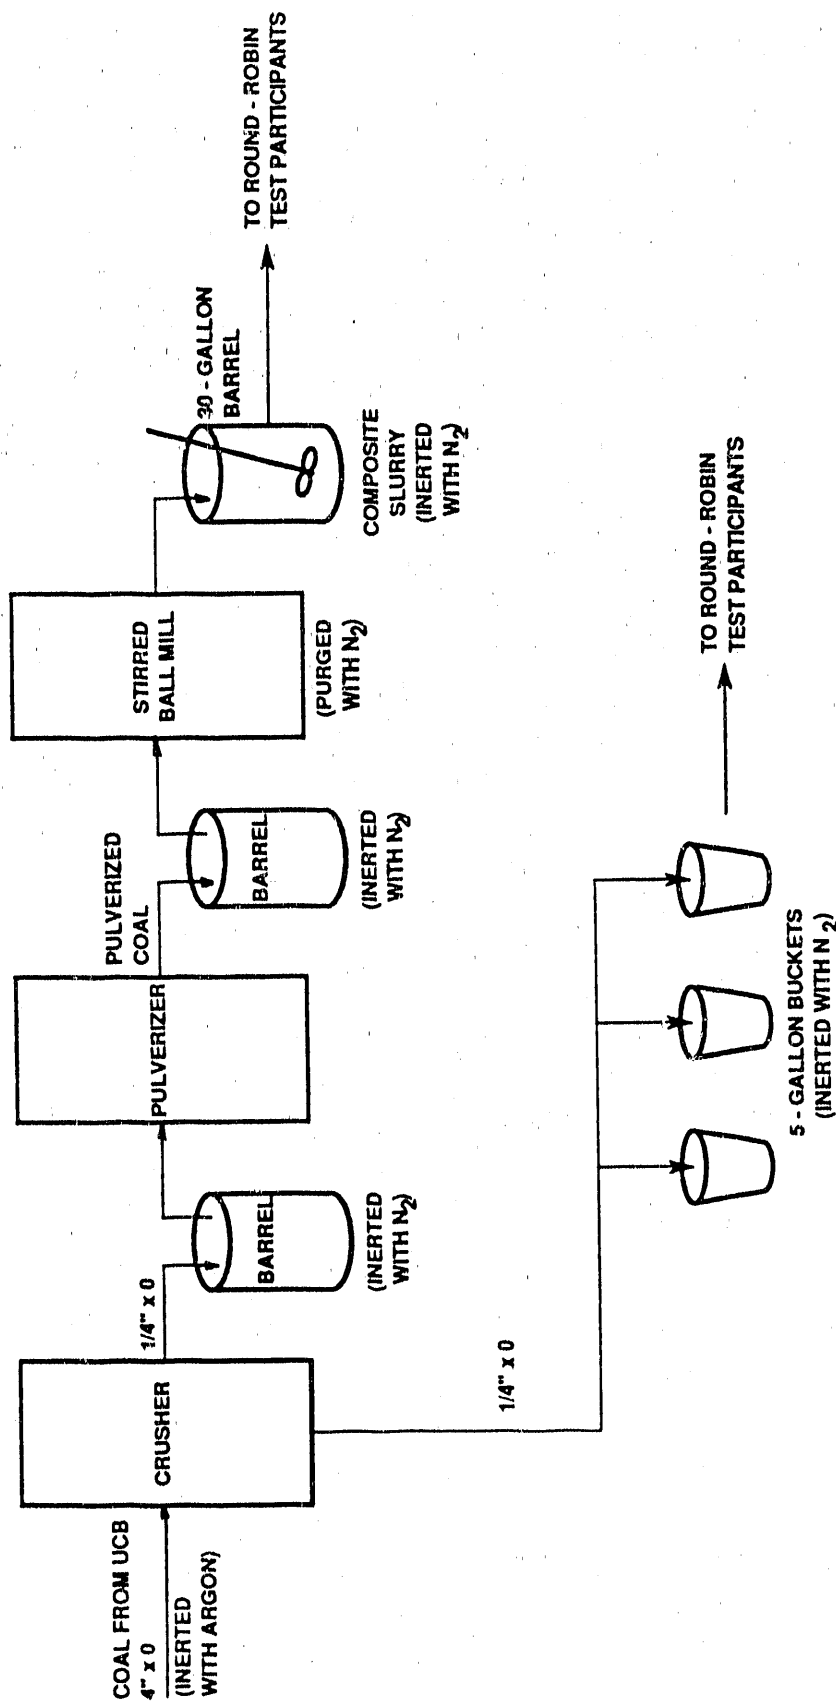 COAL FROM UCB
4" x 0
(INERTED
WITH ARGON)
CRUSHER
1/4" x 0
BARREL
(INERTED
WITH N2)
PULVERIZER
PULVERIZED
COAL
BARREL
(INERTED
WITH N2)
STIRRED
BALL MILL
(PURGED
WITH N2)
30 - GALLON
BARREL
COMPOSITE
SLURRY
(INERTED
WITH N2)
TO ROUND - ROBIN
TEST PARTICIPANTS
1/4" x 0
5 - GALLON BUCKETS
(INERTED WITH N2)
TO ROUND - ROBIN
TEST PARTICIPANTS